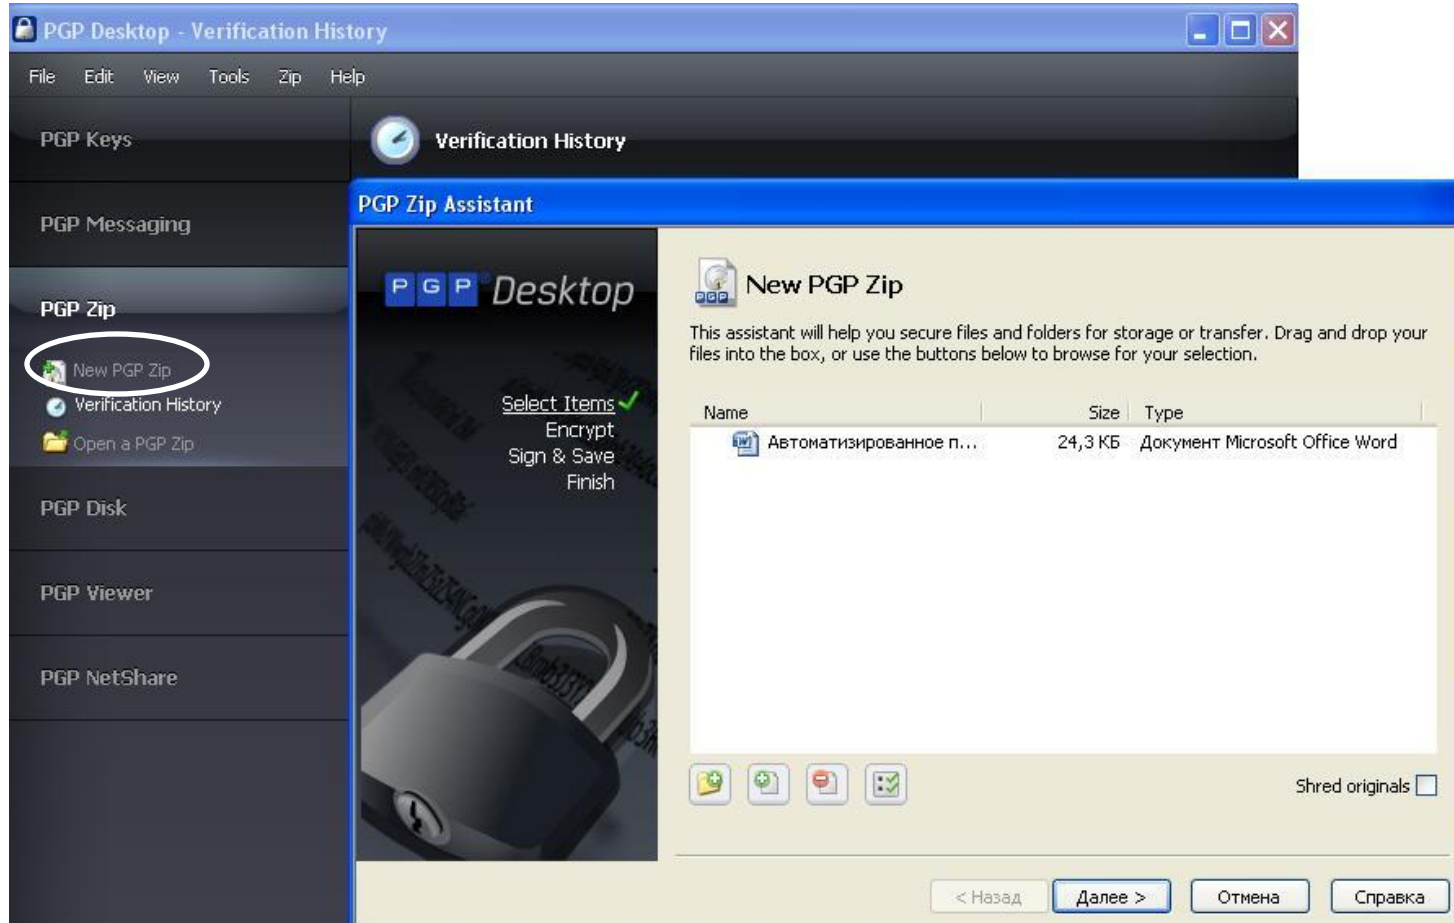 PGP Desktop - Verification History
File Edit View Tools Zip Help
PGP Keys
Verification History
PGP Messaging
PGP Zip
New PGP Zip
Verification History
Open a PGP Zip
PGP Disk
PGP Viewer
PGP NetShare
PGP Zip Assistant
PGP® Desktop
Select Items
Encrypt
Sign & Save
Finish
New PGP Zip
This assistant will help you secure files and folders for storage or transfer. Drag and drop your
files into the box, or use the buttons below to browse for your selection.
Name Size Type
Автоматизированное п... 24,3 КБ Документ Microsoft Office Word
Shred originals
< Назад Далее > Отмена Справка